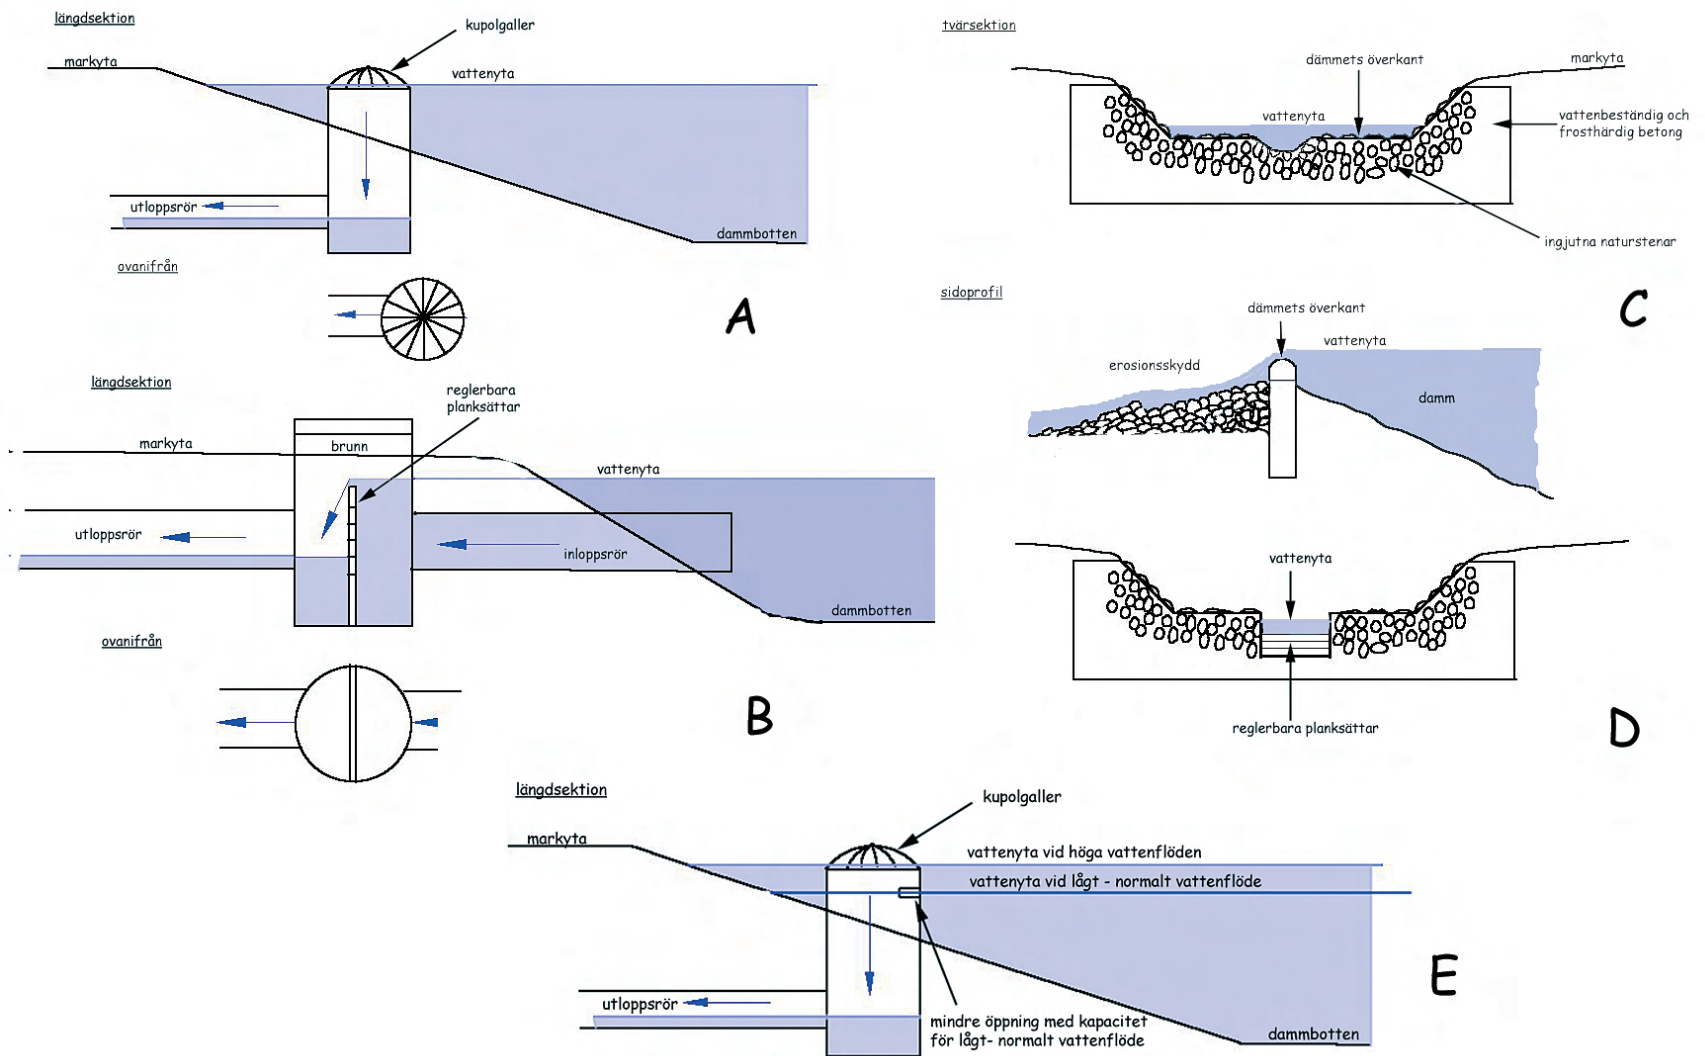 längdsektion
kupolgaller
markyta
vattenyta
utloppsrör
dammbotten
ovanifrån
A
längdsektion
reglerbara
planksättar
markyta
brunn
vattenyta
utloppsrör
inloppsrör
dammbotten
ovanifrån
B
tvärsektion
dämmets överkant
markyta
vattenyta
vattenbeständig och
frosthärdig betong
ingjutna naturstenar
sidoprofil
C
dämmets överkant
vattenyta
erosionsskydd
damm
vattenyta
reglerbara planksättar
D
längdsektion
kupolgaller
markyta
vattenyta vid höga vattenflöden
vattenyta vid lågt - normalt vattenflöde
E
utloppsrör
mindre öppning med kapacitet
för lågt- normalt vattenflöde
dammbotten